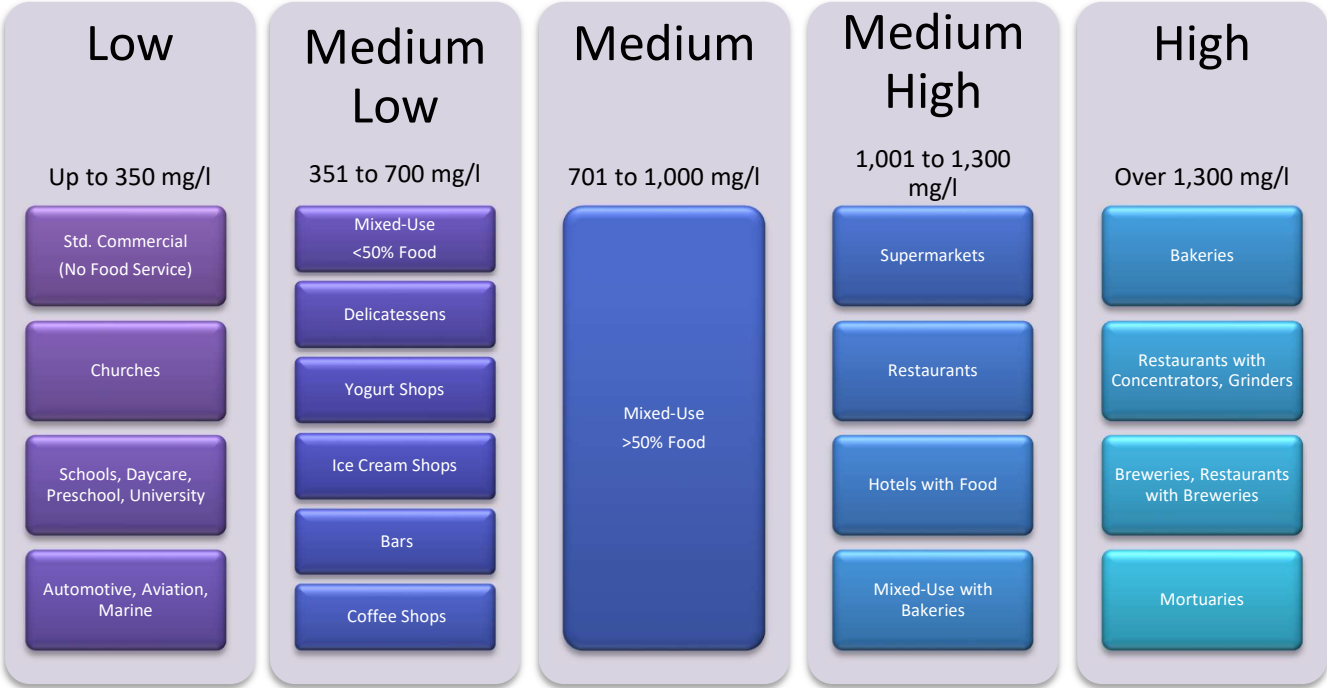 Low
Up to 350 mg/l
Std. Commercial
(No Food Service)
Churches
Schools, Daycare,
Preschool, University
Automotive, Aviation,
Marine
Medium
Low
351 to 700 mg/l
Mixed-Use
<50% Food
Delicatessens
Yogurt Shops
Ice Cream Shops
Bars
Coffee Shops
Medium
701 to 1,000 mg/l
Mixed-Use
>50% Food
Medium
High
1,001 to 1,300
mg/l
Supermarkets
Restaurants
Hotels with Food
Mixed-Use with
Bakeries
High
Over 1,300 mg/l
Bakeries
Restaurants with
Concentrators, Grinders
Breweries, Restaurants
with Breweries
Mortuaries